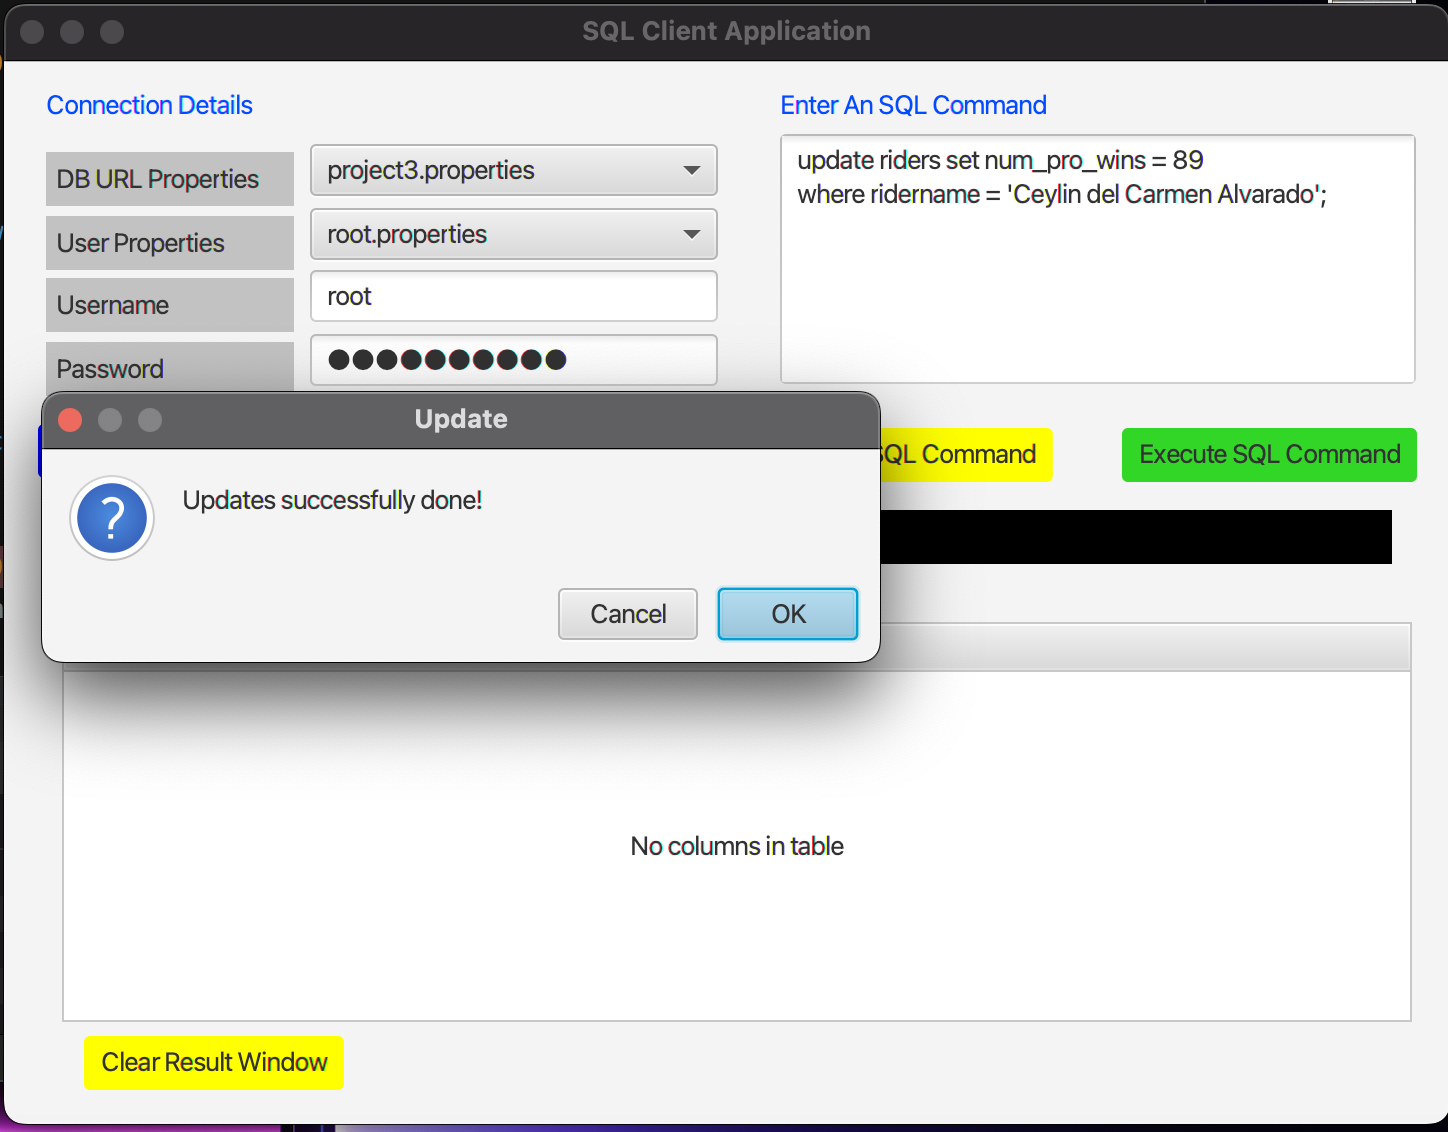 SQL Client Application
Connection Details
Enter An SQL Command
DB URL Properties
project3.properties
User Properties
root.properties
Username
root
Password
update riders set num_pro_wins = 89
where ridername = 'Ceylin del Carmen Alvarado';
SQL Command
Execute SQL Command
Update
?
Updates successfully done!
Cancel
OK
No columns in table
Clear Result Window